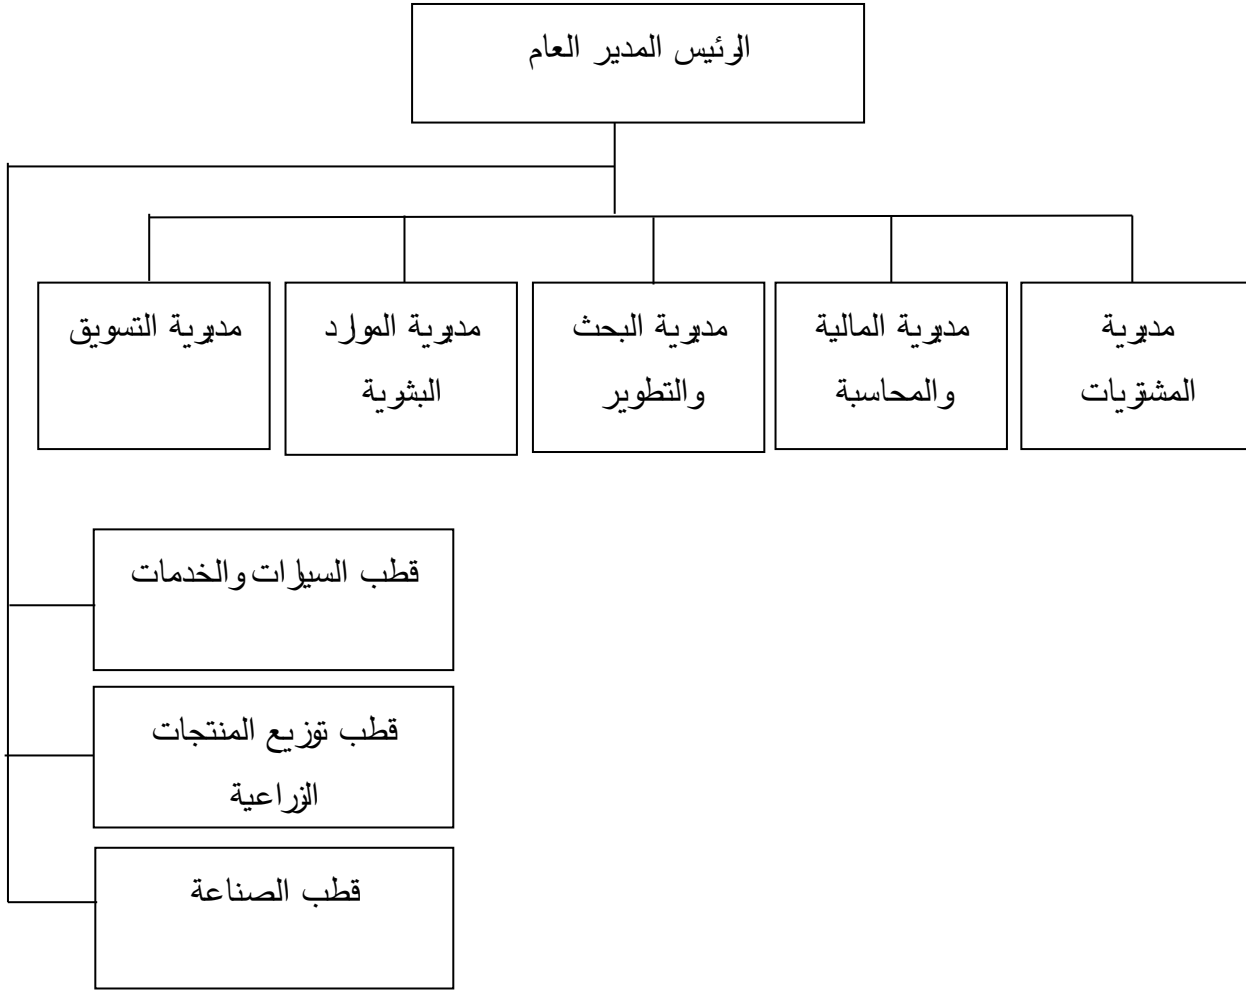 الرئيس المدير العام
مديرية
المشتريات
مديرية المالية
والمحاسبة
مديرية البحث
والتطوير
مديرية الموارد
البشرية
مديرية التسويق
قطب السيارات والخدمات
قطب توزيع المنتجات
الزراعية
قطب الصناعة